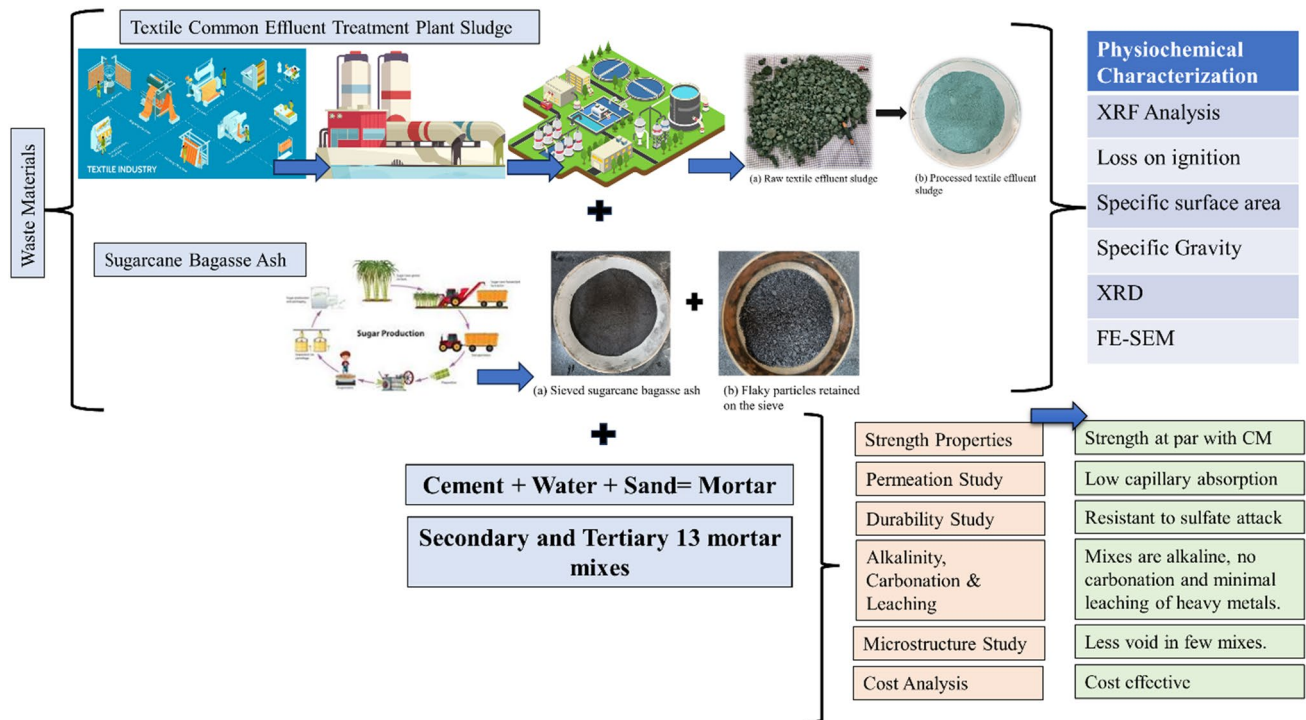 Textile Common Effluent Treatment Plant Sludge
TEXTILE INDUSTRY
(a) Raw textile effluent sludge
(b) Processed textile effluent
sludge
Waste Materials
Sugarcane Bagasse Ash
Sugar Production
(a) Sieved sugarcane bagasse ash
(b) Flaky particles retained
on the sieve
Physiochemical
Characterization
XRF Analysis
Loss on ignition
Specific surface area
Specific Gravity
XRD
FE-SEM
Cement + Water + Sand= Mortar
Secondary and Tertiary 13 mortar
mixes
Strength Properties
Permeation Study
Durability Study
Alkalinity,
Carbonation &
Leaching
Microstructure Study
Cost Analysis
Strength at par with CM
Low capillary absorption
Resistant to sulfate attack
Mixes are alkaline, no
carbonation and minimal
leaching of heavy metals.
Less void in few mixes.
Cost effective